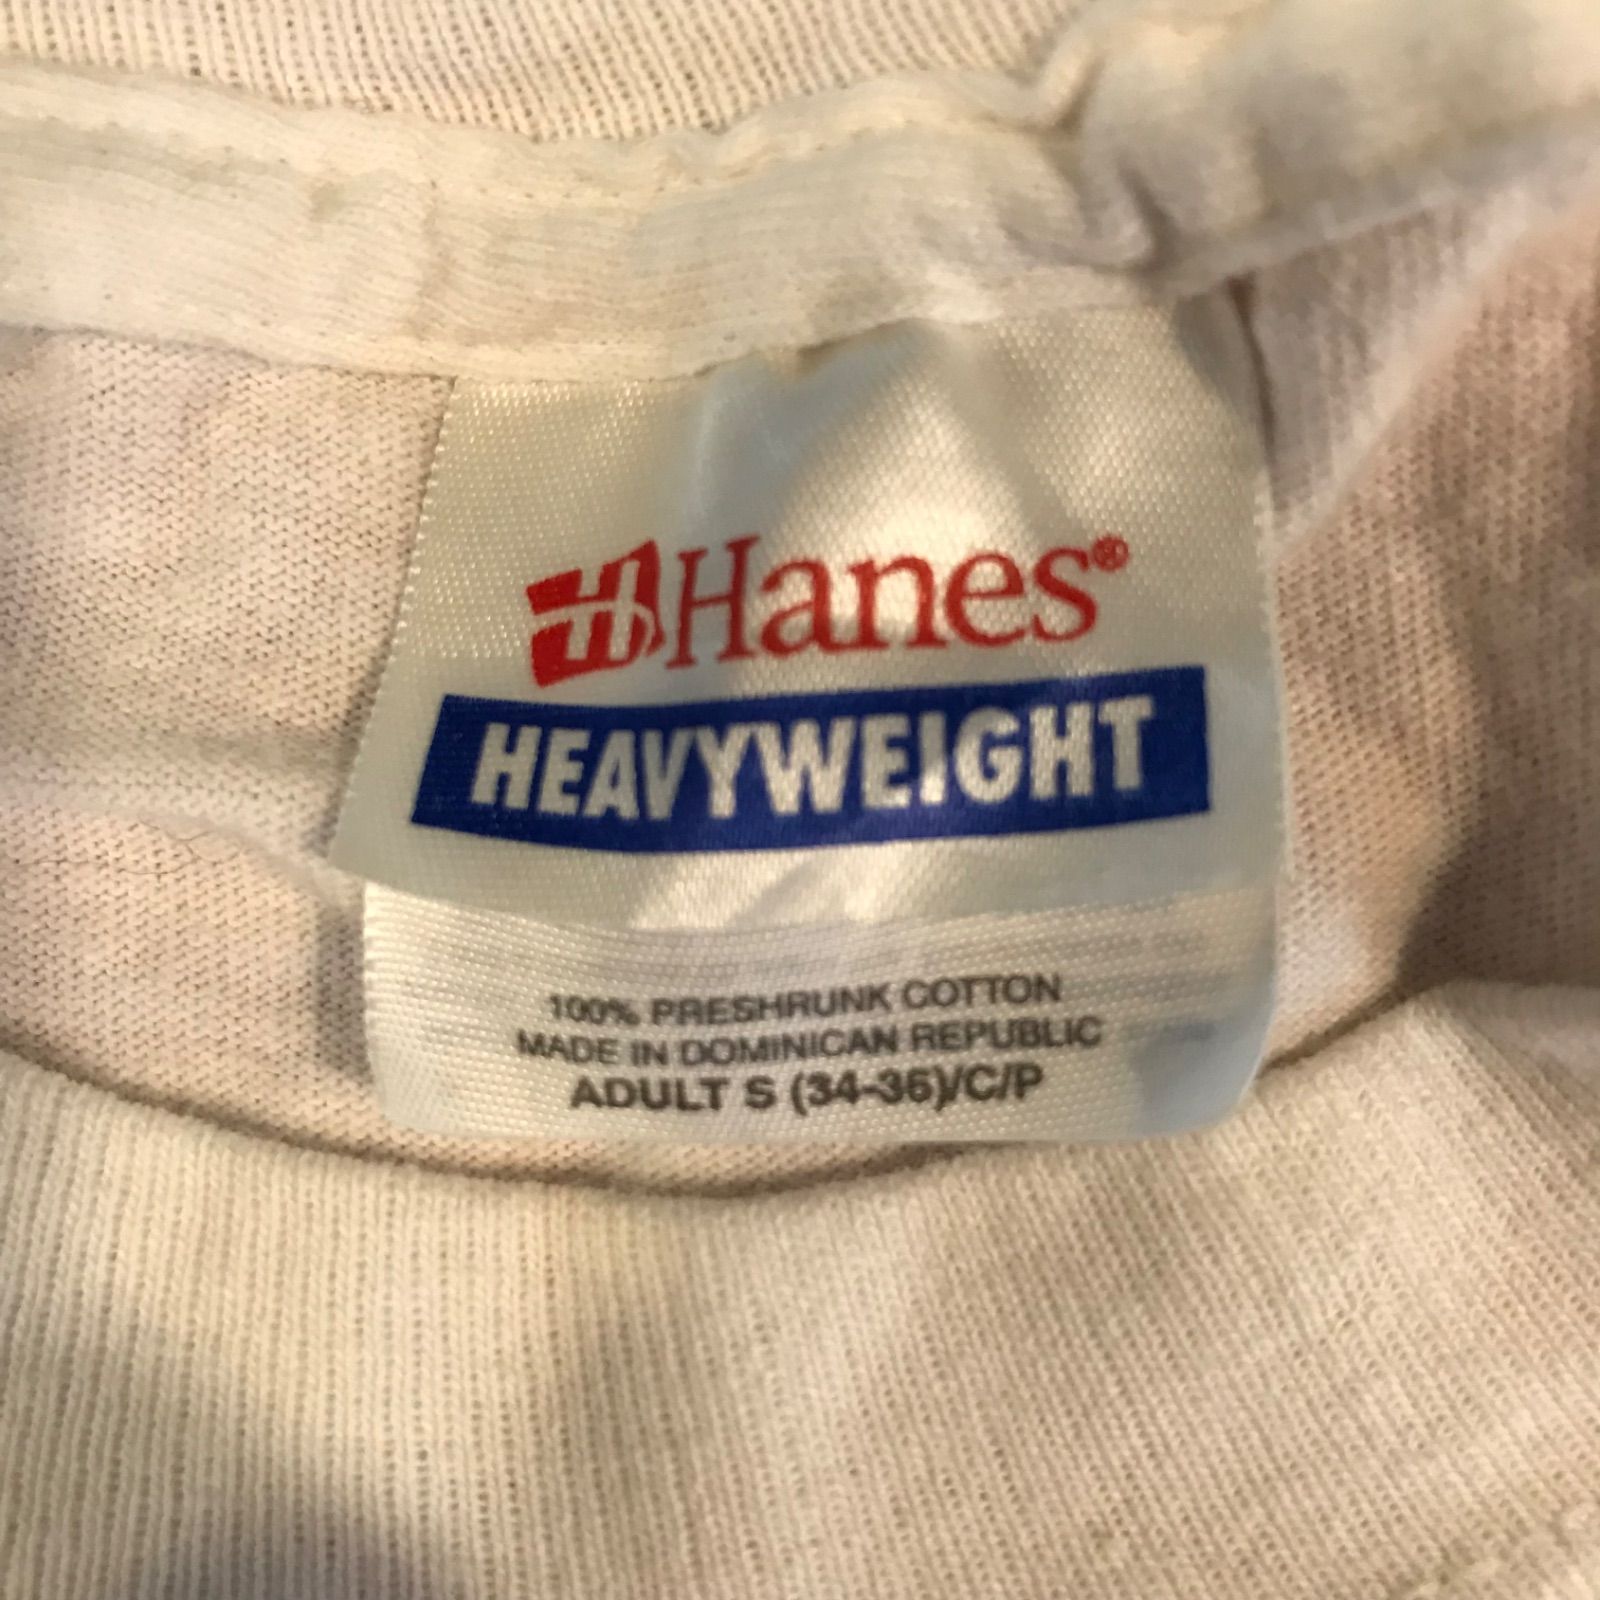 Hanes®
HEAVYWEIGHT
100% PRESHRUNK COTTON
MADE IN DOMINICAN REPUBLIC
ADULT S (34-36)/C/P